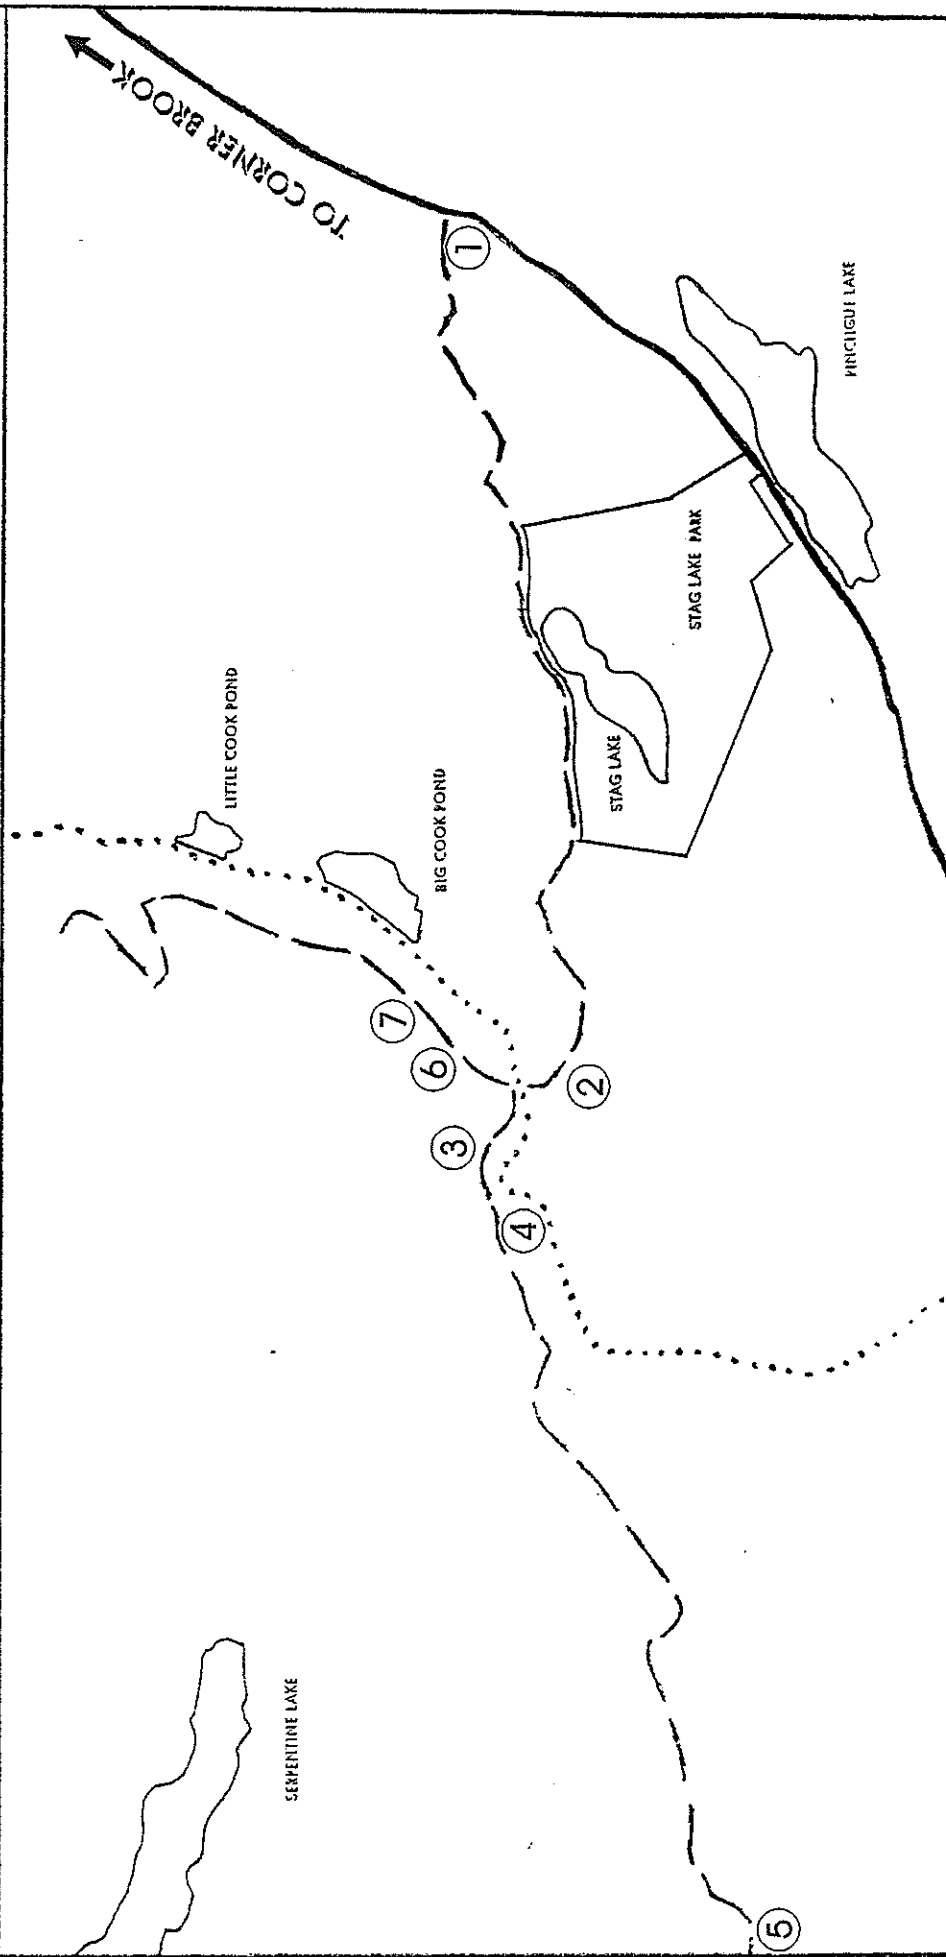 TO CORNER BROOK
1
PINCHGUT LAKE
STAG LAKE PARK
STAG LAKE
LITTLE COOK POND
BIG COOK POND
7
6
2
3
4
SERPENTINE LAKE
5